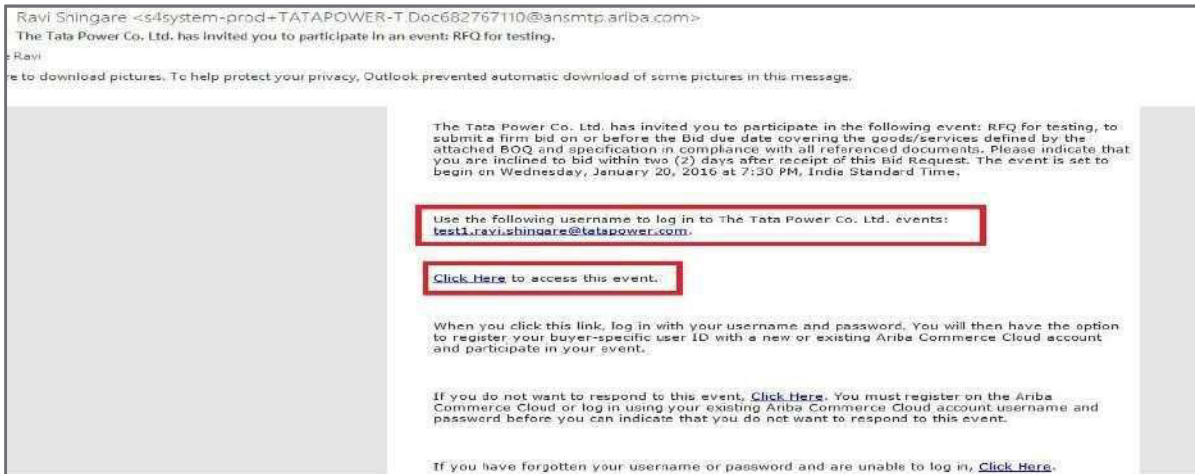 Ravi Shingare <s4system-prod+TATAPOWER-T.Doc682767110@ansmtp.ariba.com>
The Tata Power Co. Ltd. has invited you to participate in an event: RFQ for testing.
e Ravi
re to download pictures. To help protect your privacy, Outlook prevented automatic download of some pictures in this message.
The Tata Power Co. Ltd. has invited you to participate in the following event: RFQ for testing, to
submit a firm bid on or before the Bid due date covering the goods/services defined by the
attached BOQ and specification in compliance with all referenced documents. Please indicate that
you are inclined to bid within two (2) days after receipt of this Bid Request. The event is set to
begin on Wednesday, January 20, 2016 at 7:30 PM, India Standard Time.
Use the following username to log in to The Tata Power Co. Ltd. events:
test1.ravi.shingare@tatapower.com.
Click Here to access this event.
When you click this link, log in with your username and password. You will then have the option
to register your buyer-specific user ID with a new or existing Ariba Commerce Cloud account
and participate in your event.
If you do not want to respond to this event, Click Here. You must register on the Ariba
Commerce Cloud or log in using your existing Ariba Commerce Cloud account username and
password before you can indicate that you do not want to respond to this event.
If you have forgotten your username or password and are unable to log in, Click Here.